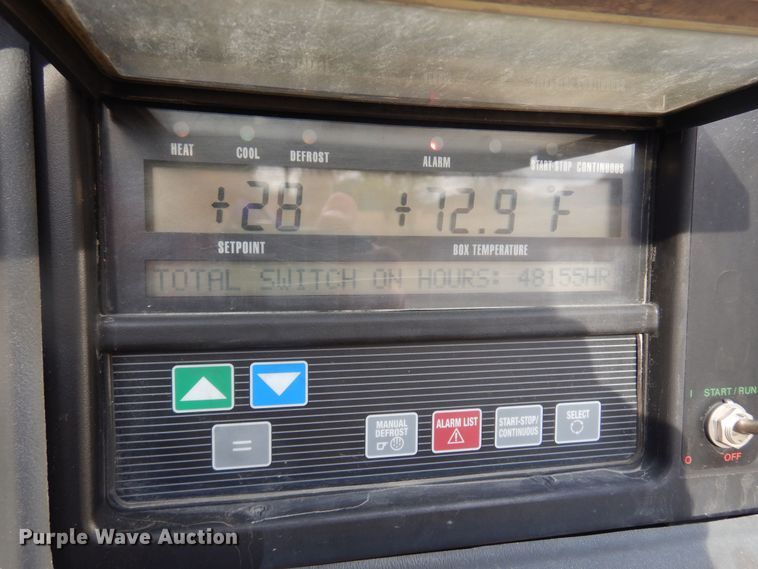 HEAT COOL DEFROST ALARM START-STOP CONTINUOUS
+28 +72.9 °F
SETPOINT BOX TEMPERATURE
TOTAL SWITCH ON HOURS: 48155HR
MANUAL DEFROST
ALARM LIST
START-STOP/ CONTINUOUS
SELECT
=
I START / RUN
O OFF
Purple Wave Auction